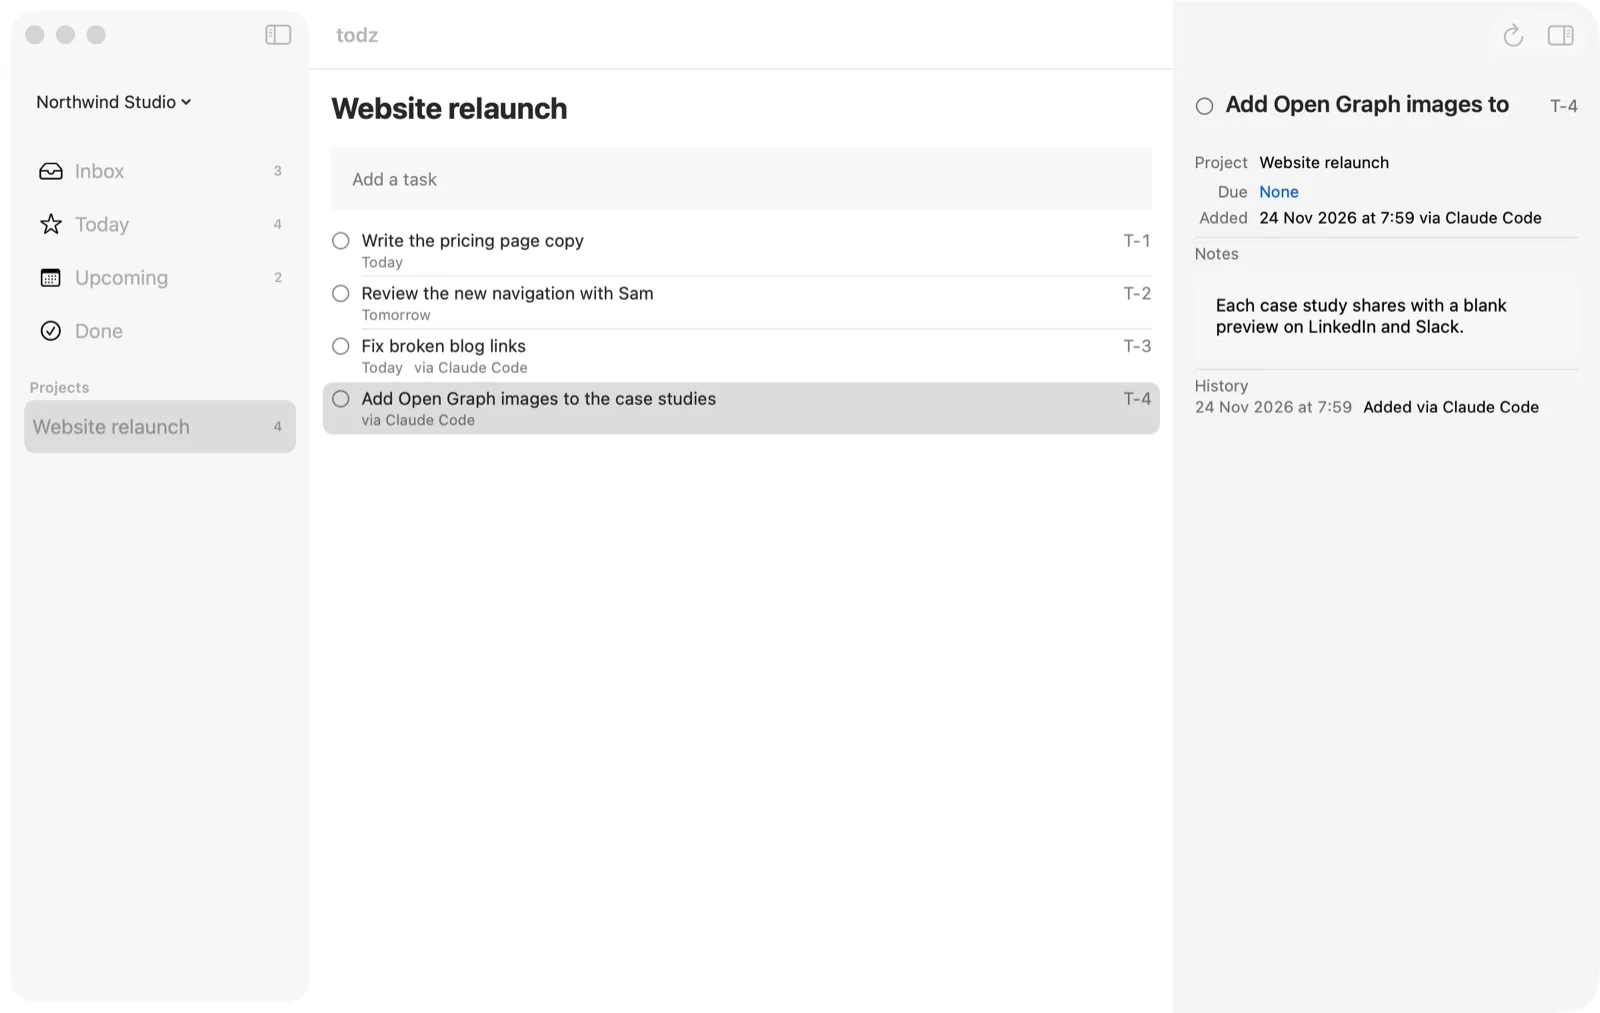 todz
Northwind Studio
Inbox 3
Today 4
Upcoming 2
Done
Projects
Website relaunch 4
Website relaunch
Add a task
Write the pricing page copy T-1
Today
Review the new navigation with Sam T-2
Tomorrow
Fix broken blog links T-3
Today via Claude Code
Add Open Graph images to the case studies T-4
via Claude Code
Add Open Graph images to T-4
Project Website relaunch
Due None
Added 24 Nov 2026 at 7:59 via Claude Code
Notes
Each case study shares with a blank
preview on LinkedIn and Slack.
History
24 Nov 2026 at 7:59 Added via Claude Code